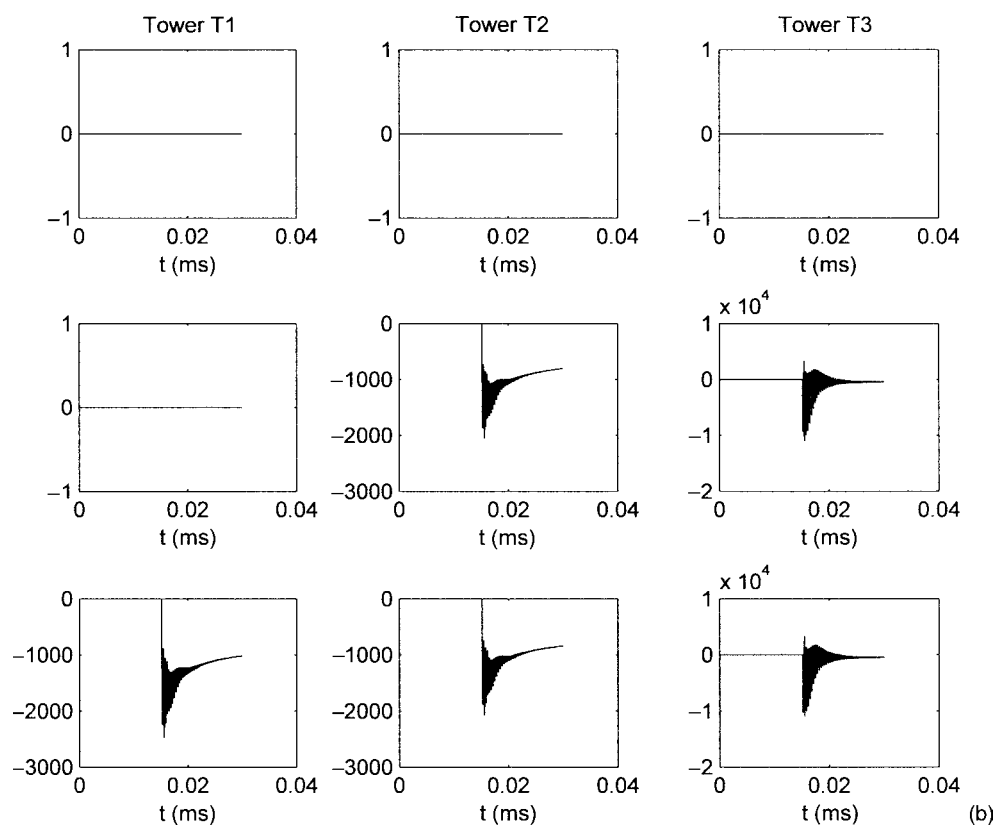 Tower T1 Tower T2 Tower T3
1 1 1
0 0 0
–1 –1 –1
0 0.02 0.04 0 0.02 0.04 0 0.02 0.04
t (ms) t (ms) t (ms)
x 10^4
1 0 1
0 –1000 0
–2000 –1
–1 –3000 –2
0 0.02 0.04 0 0.02 0.04 0 0.02 0.04
t (ms) t (ms) t (ms)
x 10^4
0 0 1
–1000 –1000 0
–2000 –2000 –1
–3000 –3000 –2
0 0.02 0.04 0 0.02 0.04 0 0.02 0.04
t (ms) t (ms) t (ms) (b)